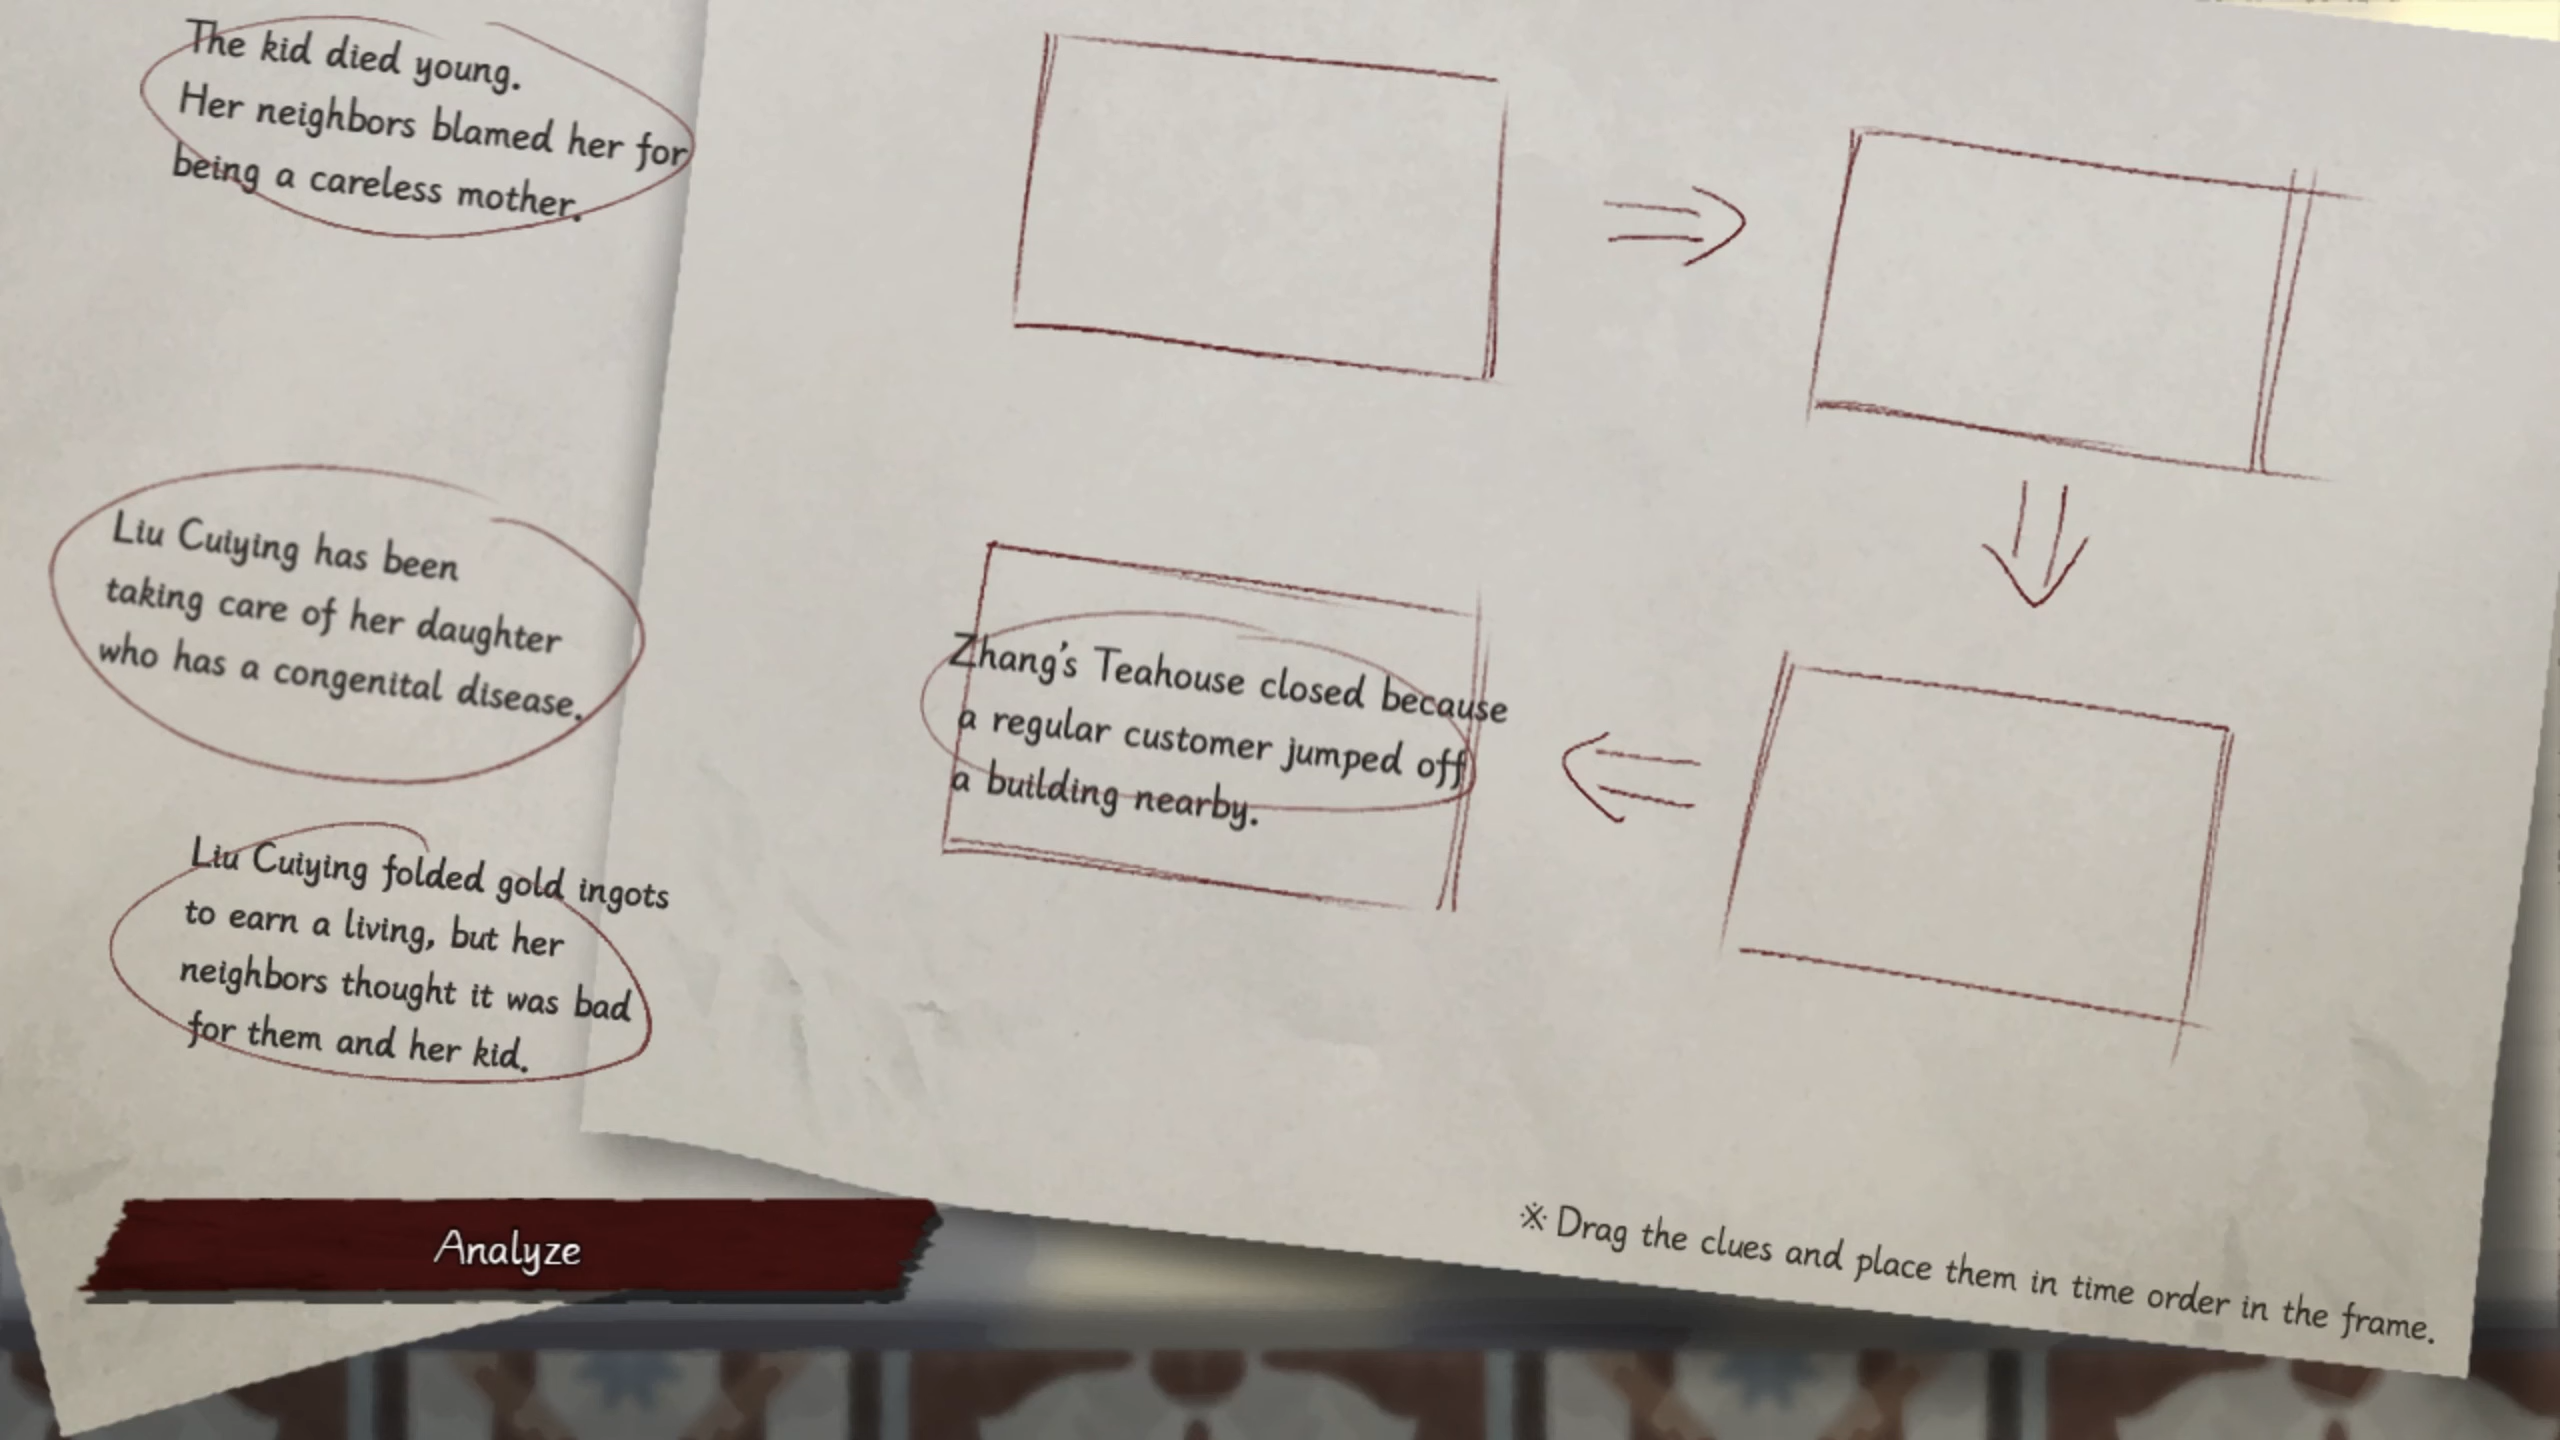 The kid died young.
Her neighbors blamed her for
being a careless mother.
Liu Cuiying has been
taking care of her daughter
who has a congenital disease.
Liu Cuiying folded gold ingots
to earn a living, but her
neighbors thought it was bad
for them and her kid.
Zhang's Teahouse closed because
a regular customer jumped off
a building nearby.
Analyze
※ Drag the clues and place them in time order in the frame.